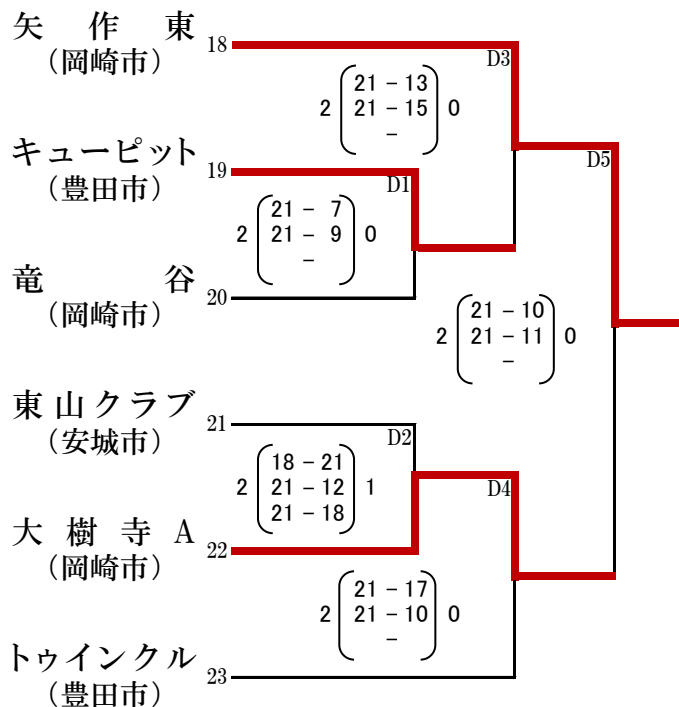 矢作東
18
(岡崎市)
D3
21 - 13
2 21 - 15 0
-
キューピット
19
(豊田市)
D1
D5
21 - 7
2 21 - 9 0
-
竜谷
20
(岡崎市)
21 - 10
2 21 - 11 0
-
東山クラブ
21
(安城市)
D2
18 - 21
2 21 - 12 1
21 - 18
D4
大樹寺A
22
(岡崎市)
21 - 17
2 21 - 10 0
-
トゥインクル
23
(豊田市)